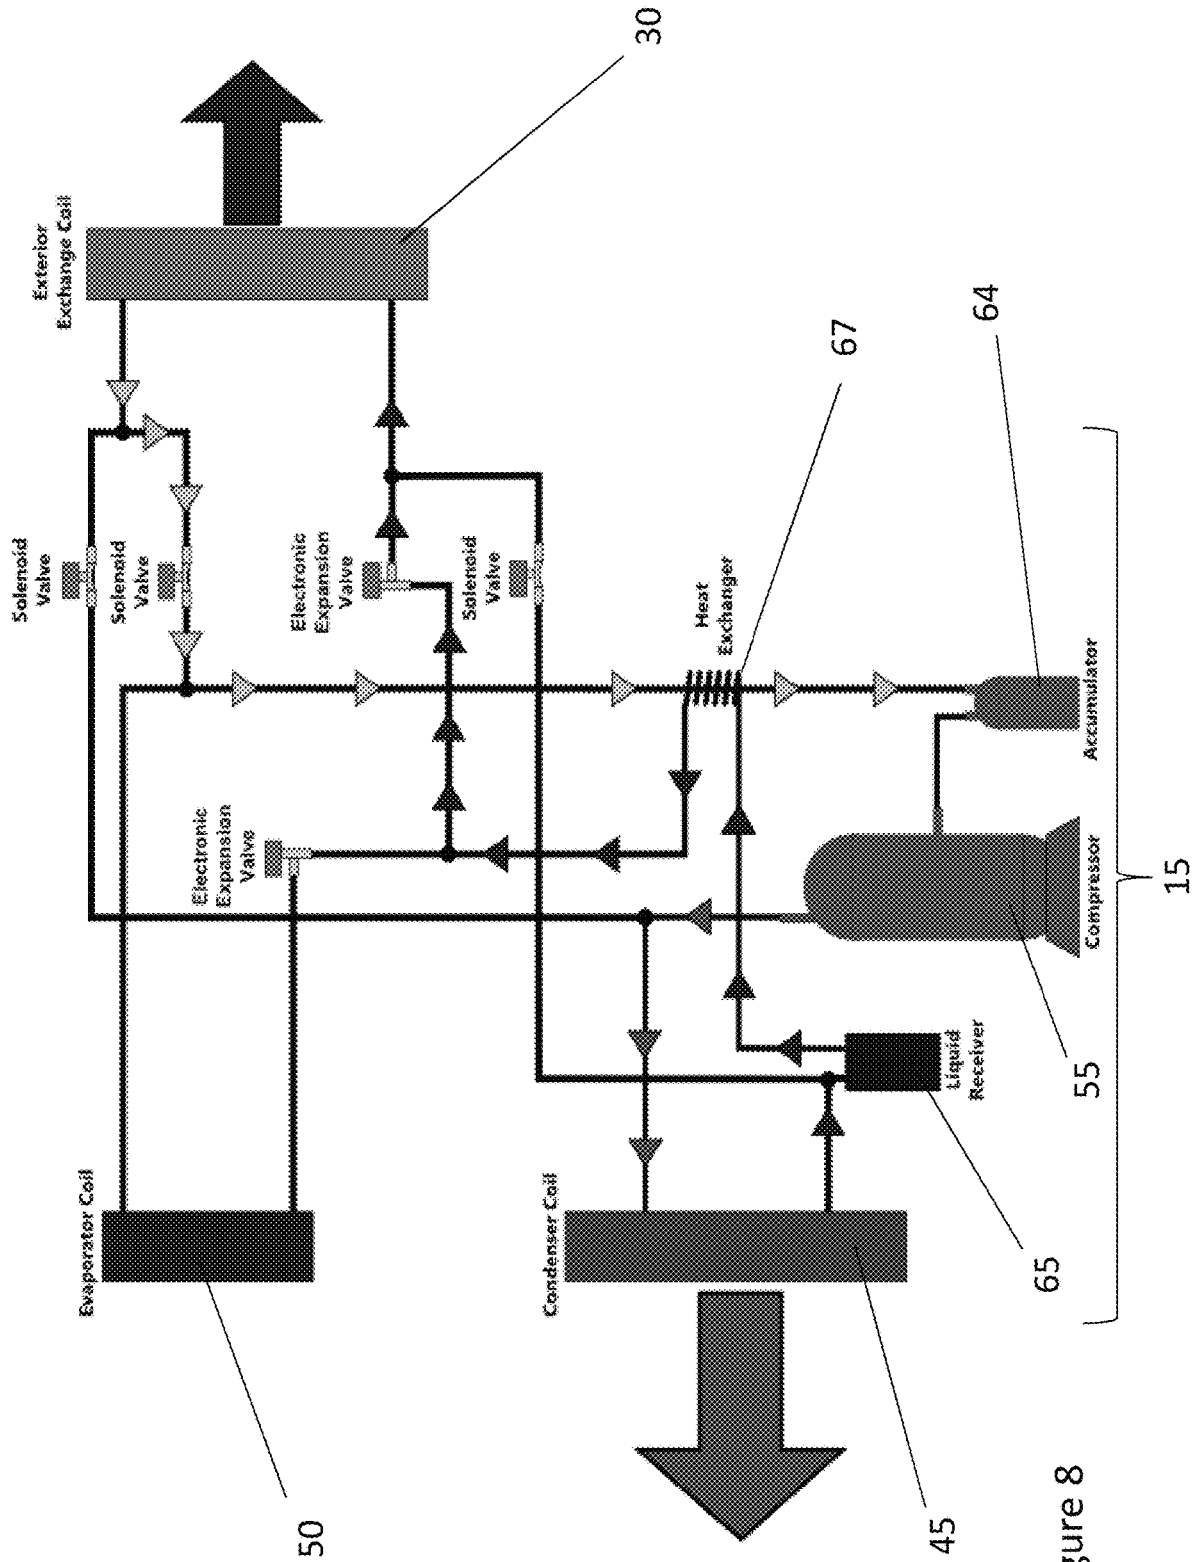 Exterior
Exchange Coil
30
Solenoid
Valve
Solenoid
Valve
Electronic
Expansion
Valve
Solenoid
Valve
Heat
Exchanger
67
64
Accumulator
Electronic
Expansion
Valve
Compressor
15
55
Liquid
Receiver
65
Evaporator Coil
50
Condenser Coil
45
gure 8